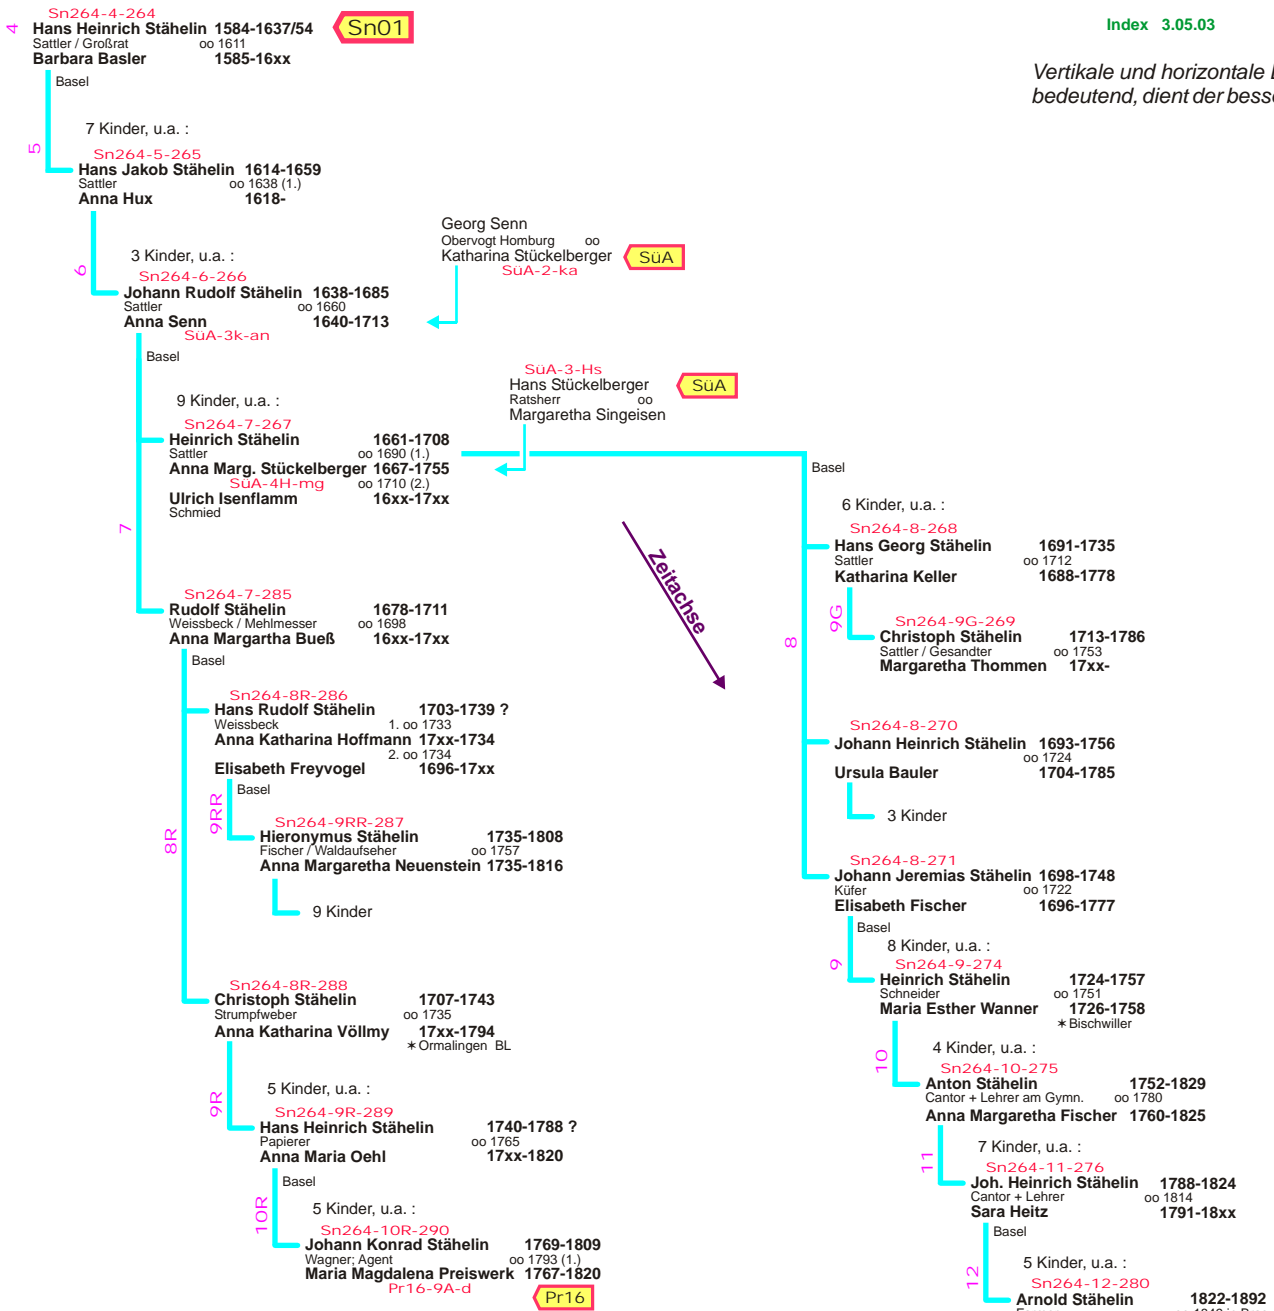 Sn264-4-264
4
Hans Heinrich Stähelin 1584-1637/54
Sn01
Sattler / Großrat oo 1611
Barbara Basler 1585-16xx
Basel
Index 3.05.03
Vertikale und horizontale
bedeutend, dient der
7 Kinder, u.a. :
5
Sn264-5-265
Hans Jakob Stähelin 1614-1659
Sattler oo 1638 (1.)
Anna Hux 1618-
3 Kinder, u.a. :
6
Sn264-6-266
Johann Rudolf Stähelin 1638-1685
Sattler oo 1660
Anna Senn 1640-1713
SüA-3k-an
Basel
Georg Senn
Obervogt Homburg oo
Katharina Stückelberger
SüA
SüA-2-ka
9 Kinder, u.a. :
Sn264-7-267
Heinrich Stähelin 1661-1708
Sattler oo 1690 (1.)
Anna Marg. Stückelberger 1667-1755
SüA-4H-mg oo 1710 (2.)
Ulrich Isenflamm 16xx-17xx
Schmied
7
SüA-3-Hs
Hans Stückelberger
SüA
Ratsherr oo
Margaretha Singeisen
Zeitachse
Sn264-7-285
Rudolf Stähelin 1678-1711
Weissbeck / Mehlmesser oo 1698
Anna Margartha Bueß 16xx-17xx
Basel
8R
Sn264-8R-286
Hans Rudolf Stähelin 1703-1739 ?
Weissbeck 1. oo 1733
Anna Katharina Hoffmann 17xx-1734
2. oo 1734
Elisabeth Freyvogel 1696-17xx
Basel
9RR
Sn264-9RR-287
Hieronymus Stähelin 1735-1808
Fischer / Waldaufseher oo 1757
Anna Margaretha Neuenstein 1735-1816
9 Kinder
Sn264-8R-288
Christoph Stähelin 1707-1743
Strumpfweber oo 1735
Anna Katharina Völlmy 17xx-1794
✶Ormalingen BL
9R
5 Kinder, u.a. :
Sn264-9R-289
Hans Heinrich Stähelin 1740-1788 ?
Papierer oo 1765
Anna Maria Oehl 17xx-1820
Basel
10R
5 Kinder, u.a. :
Sn264-10R-290
Johann Konrad Stähelin 1769-1809
Wagner; Agent oo 1793 (1.)
Maria Magdalena Preiswerk 1767-1820
Pr16-9A-d
Pr16
Basel
8
6 Kinder, u.a. :
Sn264-8-268
Hans Georg Stähelin 1691-1735
Sattler oo 1712
Katharina Keller 1688-1778
9G
Sn264-9G-269
Christoph Stähelin 1713-1786
Sattler / Gesandter oo 1753
Margaretha Thommen 17xx-
Sn264-8-270
Johann Heinrich Stähelin 1693-1756
oo 1724
Ursula Bauler 1704-1785
3 Kinder
Sn264-8-271
Johann Jeremias Stähelin 1698-1748
Küfer oo 1722
Elisabeth Fischer 1696-1777
Basel
9
8 Kinder, u.a. :
Sn264-9-274
Heinrich Stähelin 1724-1757
Schneider oo 1751
Maria Esther Wanner 1726-1758
✶Bischwiller
10
4 Kinder, u.a. :
Sn264-10-275
Anton Stähelin 1752-1829
Cantor + Lehrer am Gymn. oo 1780
Anna Margaretha Fischer 1760-1825
11
7 Kinder, u.a. :
Sn264-11-276
Joh. Heinrich Stähelin 1788-1824
Cantor + Lehrer oo 1814
Sara Heitz 1791-18xx
Basel
12
5 Kinder, u.a. :
Sn264-12-280
Arnold Stähelin 1822-1892